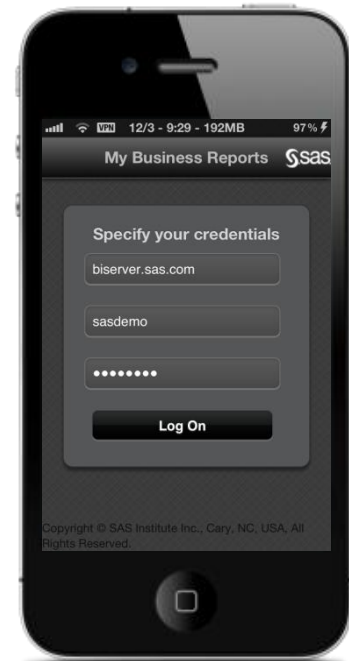 VPN 12/3 - 9:29 - 192MB 97%
My Business Reports sas
Specify your credentials
biserver.sas.com
sasdemo
••••••••
Log On
Copyright © SAS Institute Inc., Cary, NC, USA, All
Rights Reserved.